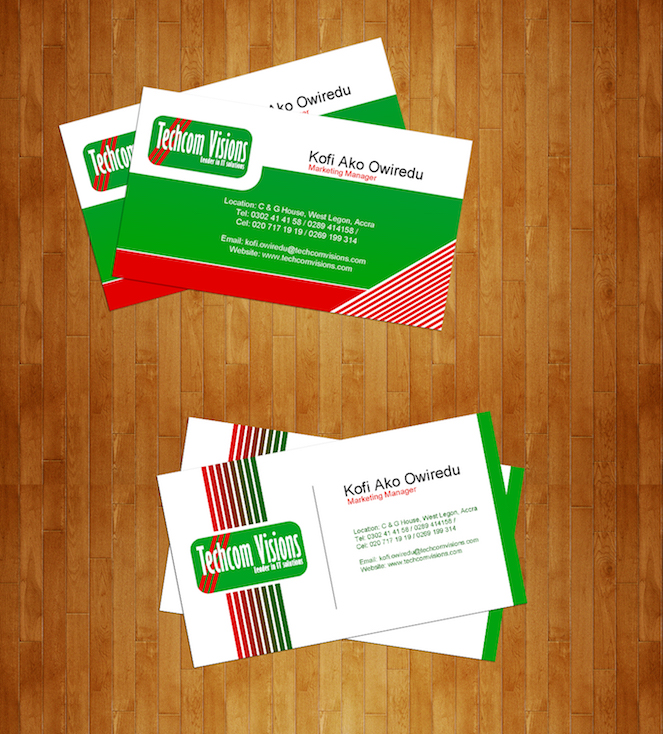 Ako Owiredu
Techcom
Techcom Visions
Leader in IT solutions
Kofi Ako Owiredu
Marketing Manager
Location: C & G House, West Legon, Accra
Tel: 0302 41 41 58 / 0289 414158 /
Cel: 020 717 19 19 / 0269 199 314
Email: kofi.oviredu@techcomvisions.com
Website: www.techcomvisions.com
Techcom Visions
Leader in IT solutions
Kofi Ako Owiredu
Marketing Manager
Location: C & G House, West Legon, Accra
Tel: 0302 41 41 58 / 0289 414158 /
Cel: 020 717 19 19 / 0269 199 314
Email: kofi.owiredu@techcomvisions.com
Website: www.techcomvisions.com